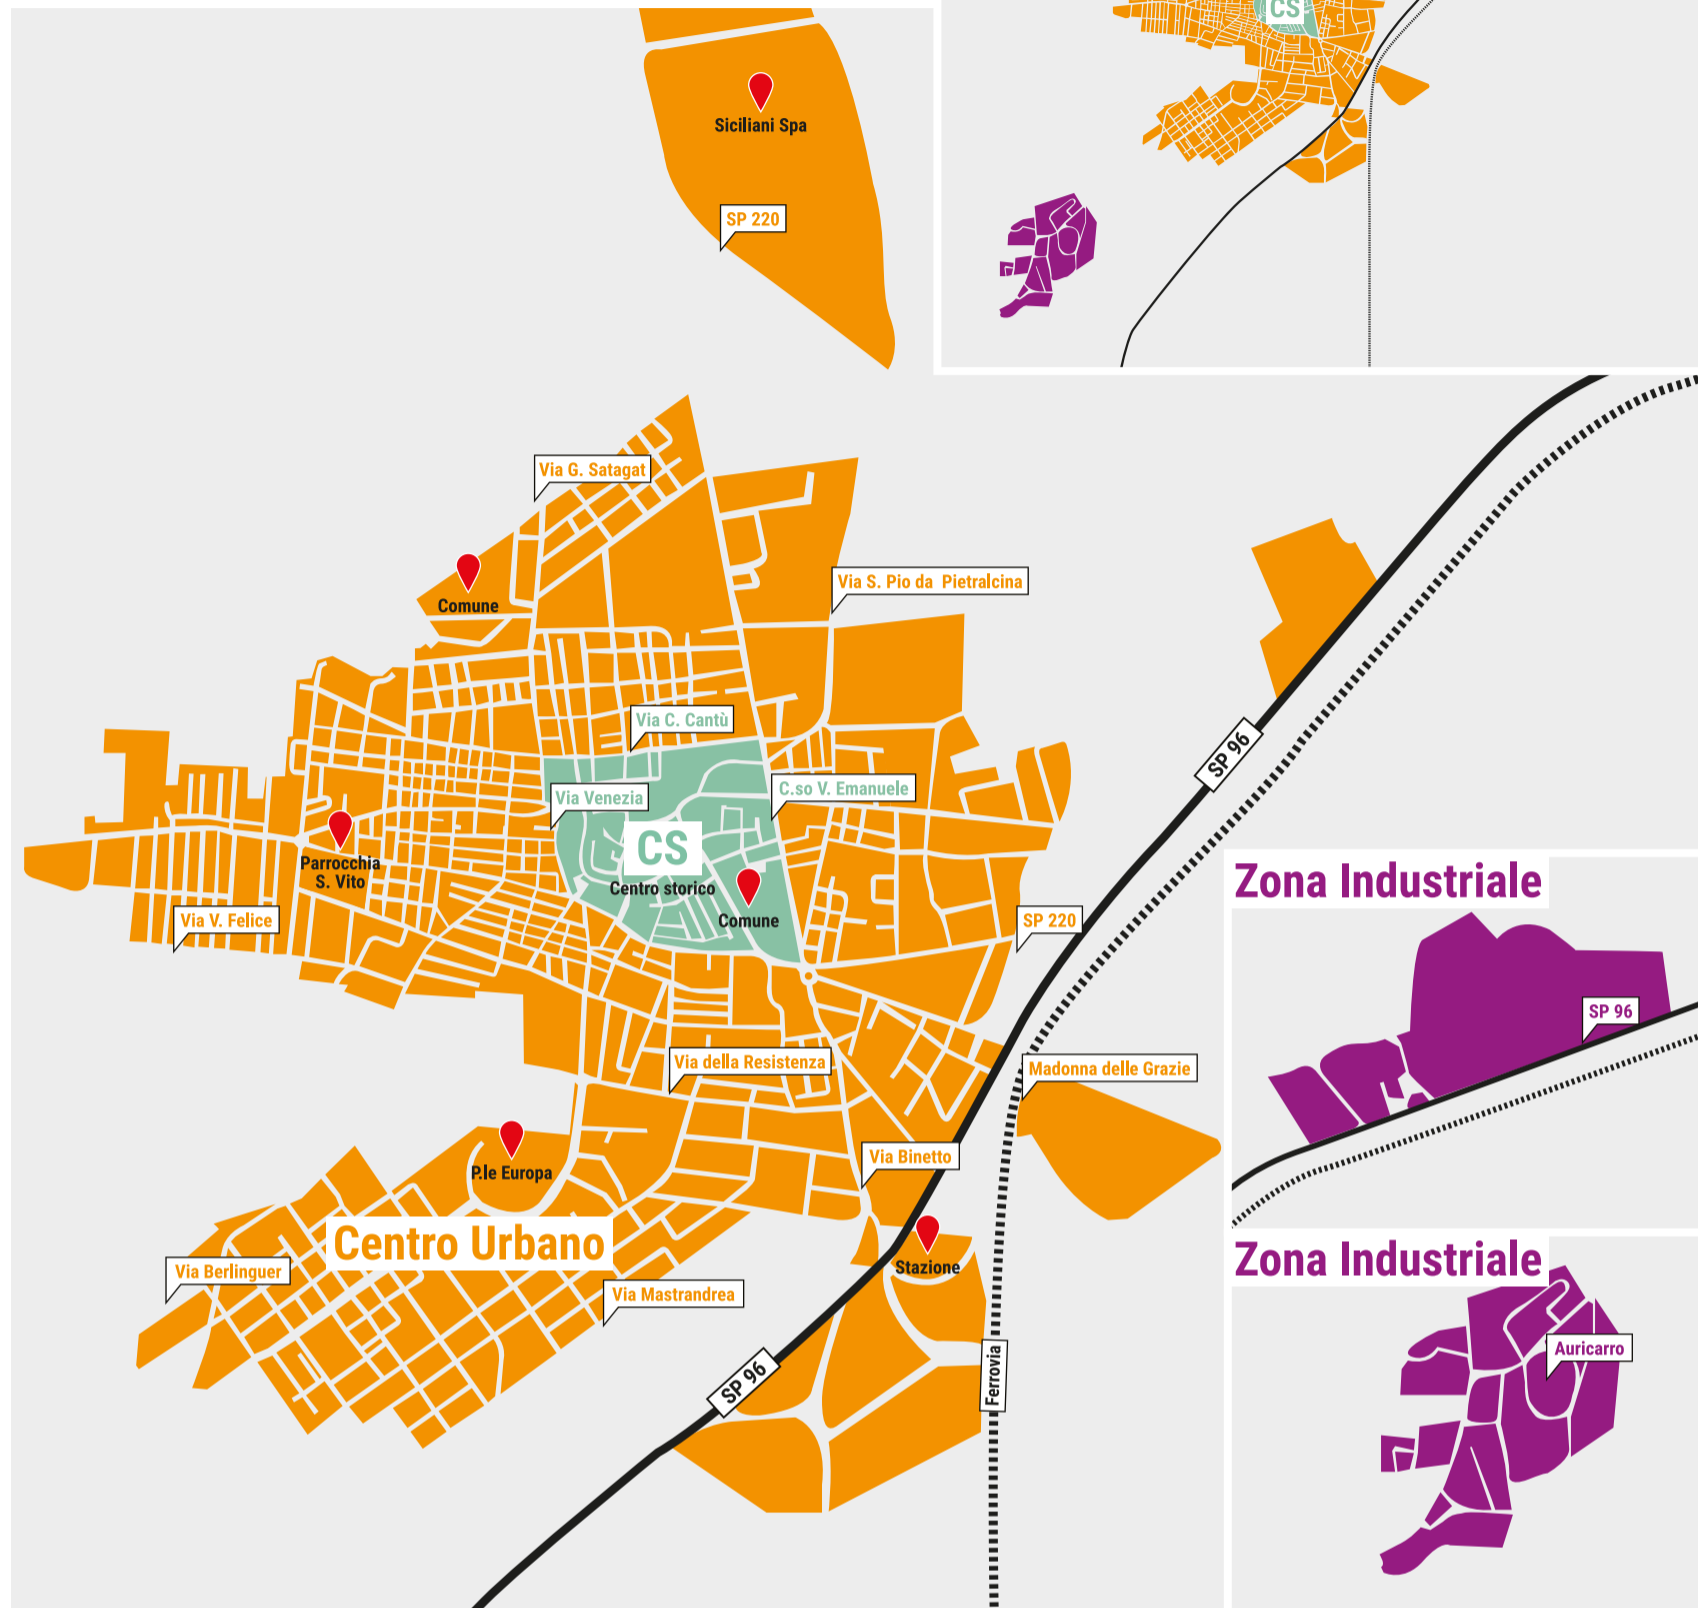 CS
Siciliani Spa
SP 220
Via G. Satagat
Comune
Via S. Pio da Pietralcina
Via C. Cantù
SP 96
Via Venezia
C.so V. Emanuele
CS
Centro storico
Comune
Parrocchia
S. Vito
Via V. Felice
SP 220
Zona Industriale
SP 96
Via della Resistenza
Madonna delle Grazie
P.le Europa
Via Binetto
Centro Urbano
Via Berlinguer
Via Mastrandrea
Stazione
SP 96
Ferrovia
Zona Industriale
Auricarro